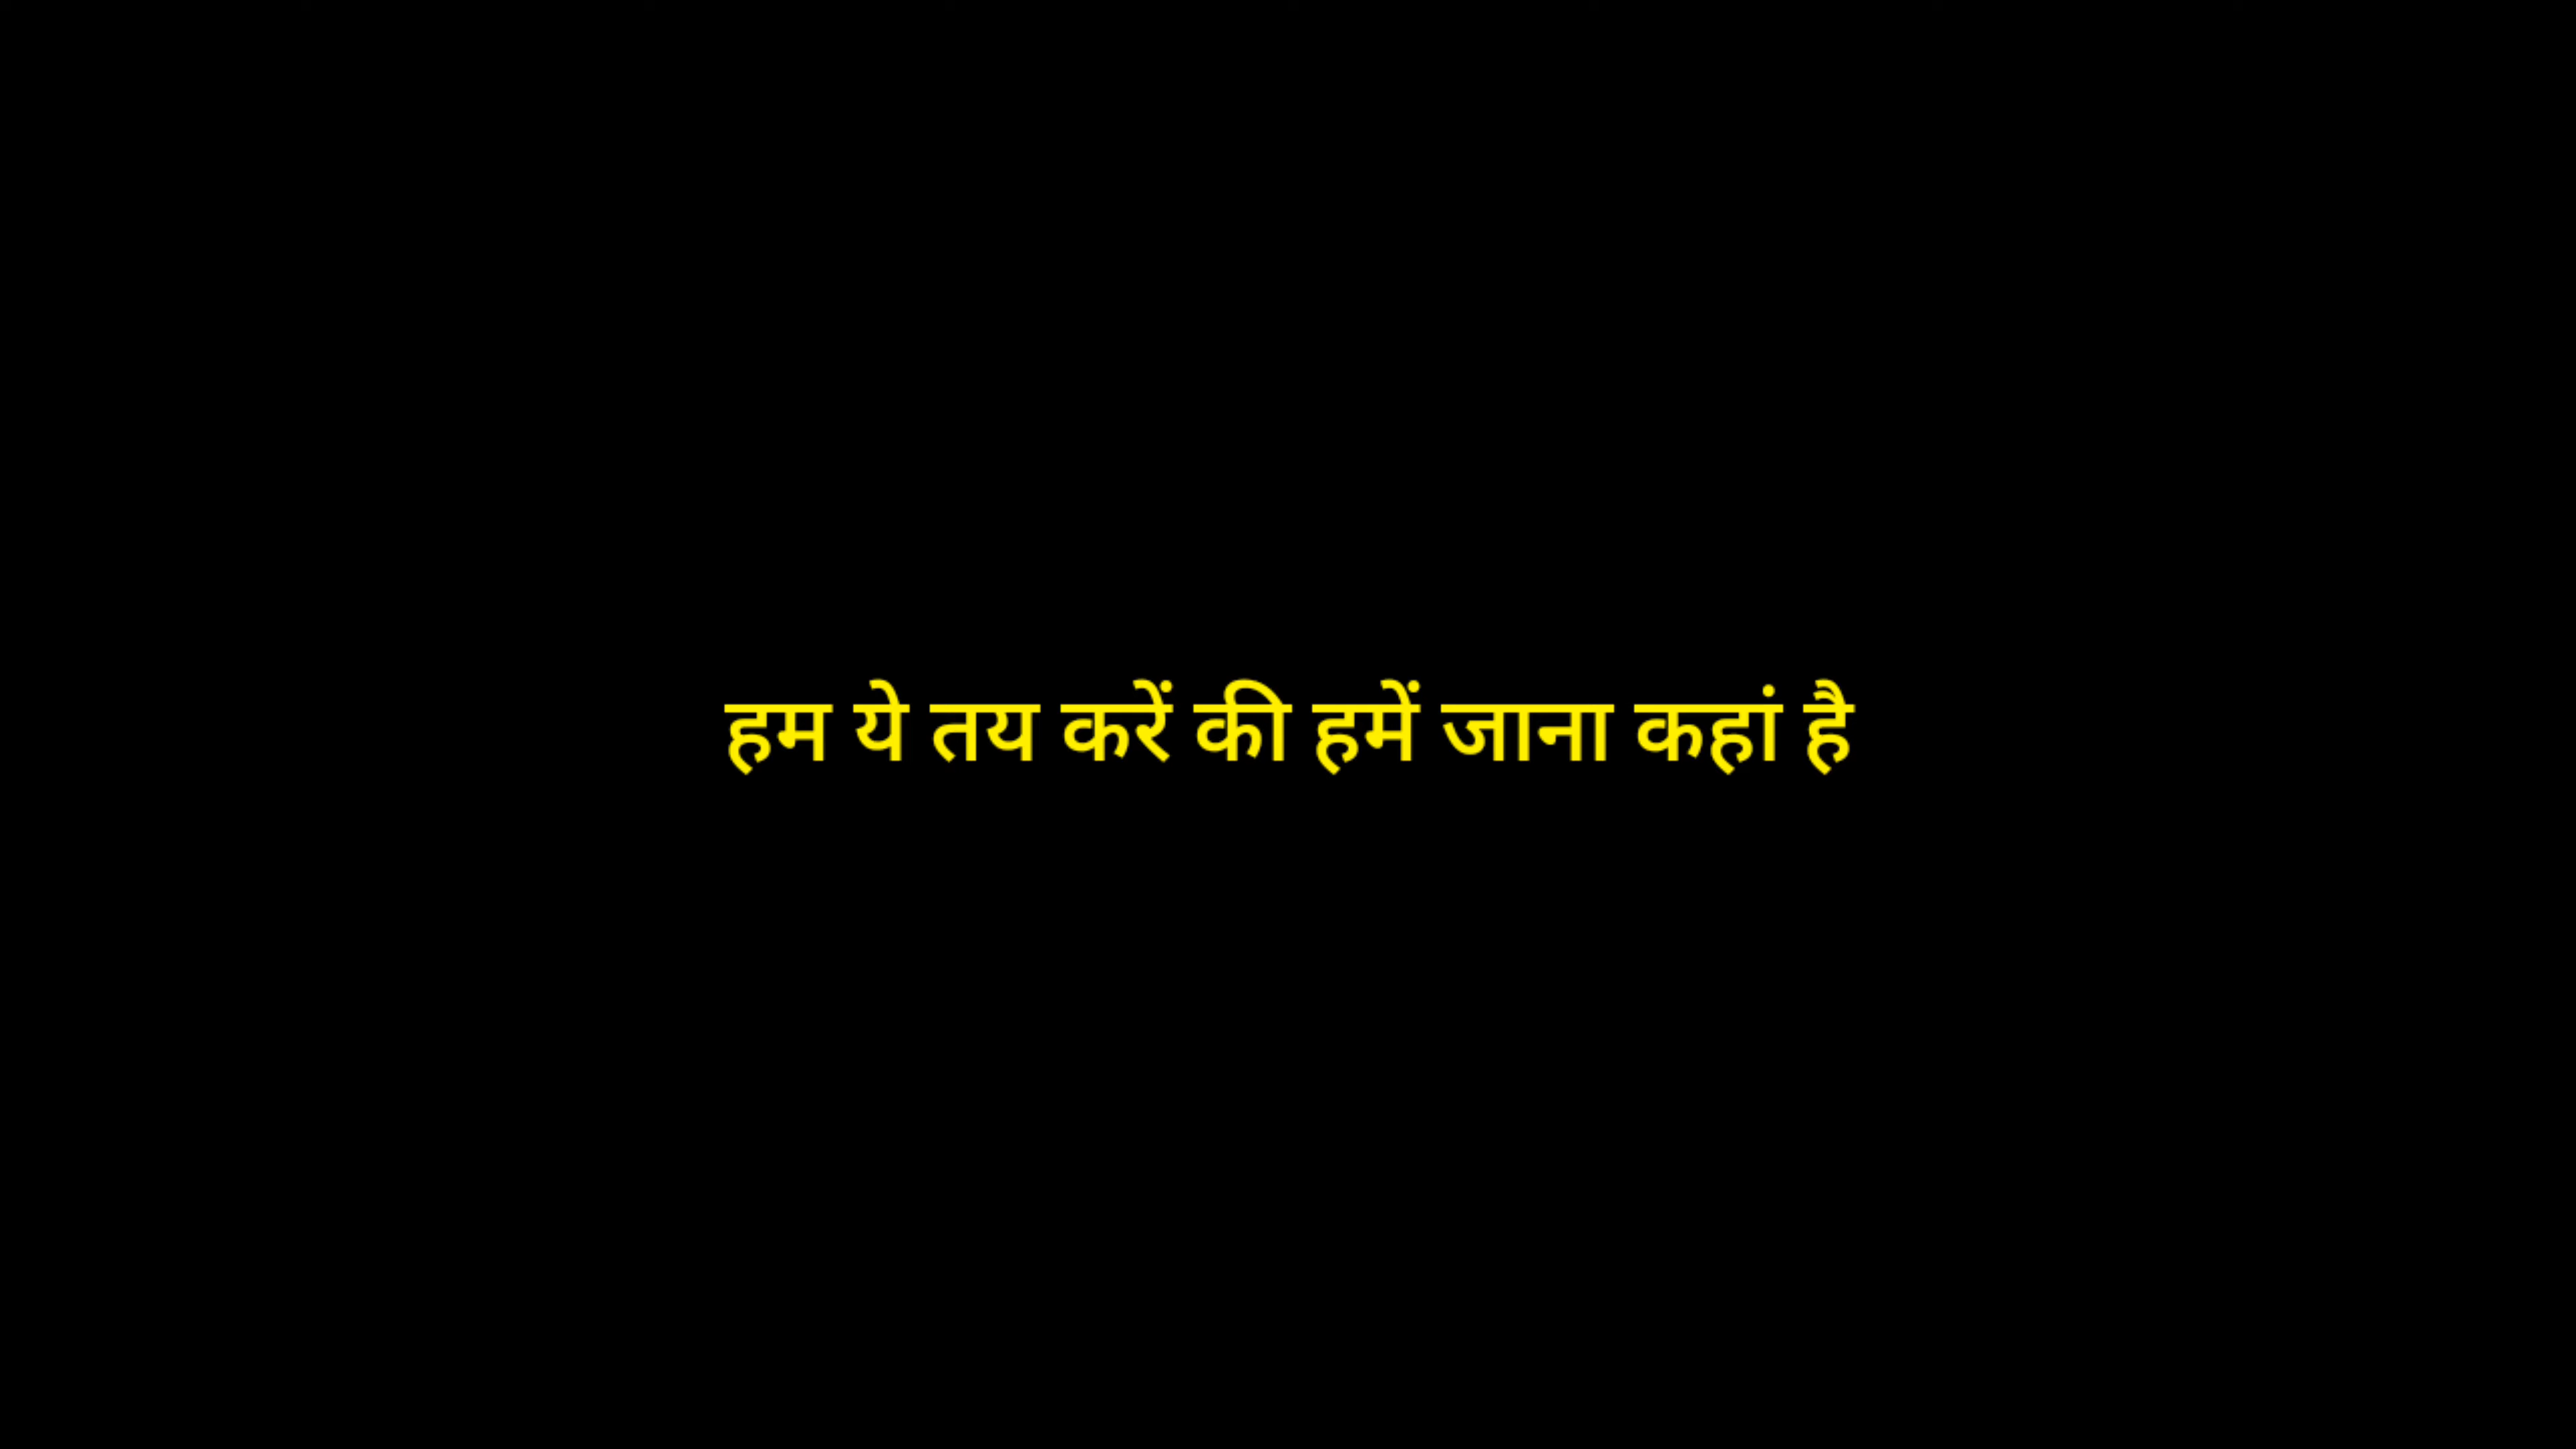 हम ये तय करें की हमें जाना कहां है